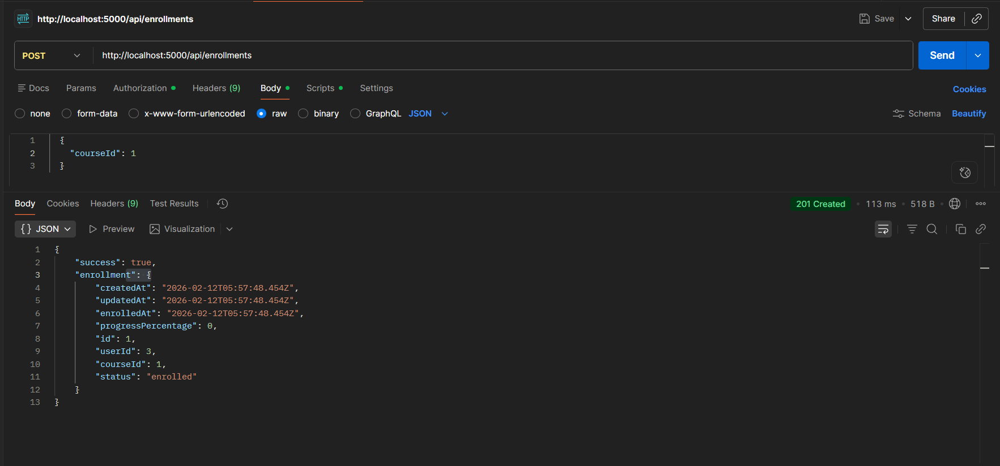 HTTP http://localhost:5000/api/enrollments Save Share
POST http://localhost:5000/api/enrollments Send
Docs Params Authorization Headers (9) Body Scripts Settings Cookies
none form-data x-www-form-urlencoded raw binary GraphQL JSON Schema Beautify
1 {
2 "courseId": 1
3 }
Body Cookies Headers (9) Test Results 201 Created 113 ms 518 B
{} JSON Preview Visualization
1 {
2 "success": true,
3 "enrollment": {
4 "createdAt": "2026-02-12T05:57:48.454Z",
5 "updatedAt": "2026-02-12T05:57:48.454Z",
6 "enrolledAt": "2026-02-12T05:57:48.454Z",
7 "progressPercentage": 0,
8 "id": 1,
9 "userId": 3,
10 "courseId": 1,
11 "status": "enrolled"
12 }
13 }